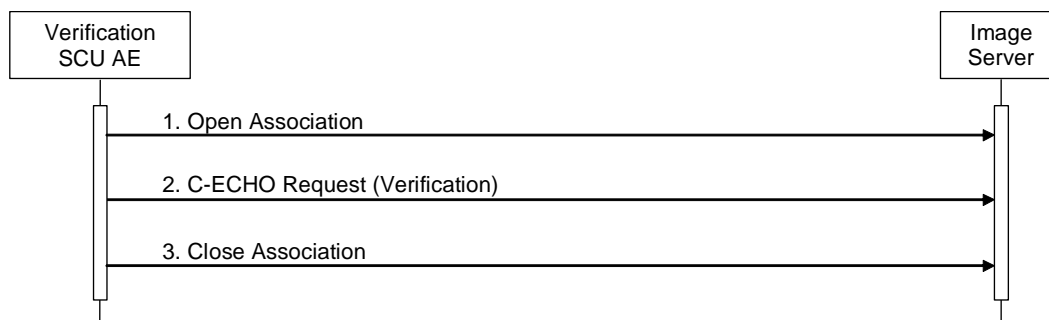 Verification
SCU AE
Image
Server
1. Open Association
2. C-ECHO Request (Verification)
3. Close Association